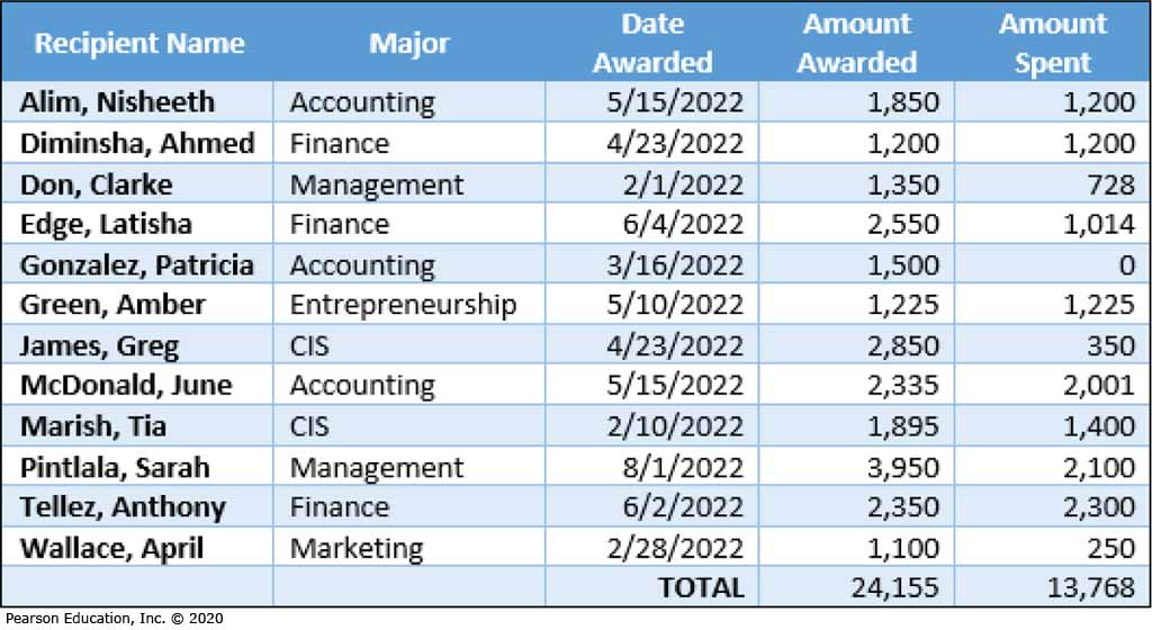 Recipient Name Major Date Awarded Amount Awarded Amount Spent
Alim, Nisheeth Accounting 5/15/2022 1,850 1,200
Diminsha, Ahmed Finance 4/23/2022 1,200 1,200
Don, Clarke Management 2/1/2022 1,350 728
Edge, Latisha Finance 6/4/2022 2,550 1,014
Gonzalez, Patricia Accounting 3/16/2022 1,500 0
Green, Amber Entrepreneurship 5/10/2022 1,225 1,225
James, Greg CIS 4/23/2022 2,850 350
McDonald, June Accounting 5/15/2022 2,335 2,001
Marish, Tia CIS 2/10/2022 1,895 1,400
Pintlala, Sarah Management 8/1/2022 3,950 2,100
Tellez, Anthony Finance 6/2/2022 2,350 2,300
Wallace, April Marketing 2/28/2022 1,100 250
TOTAL 24,155 13,768
Pearson Education, Inc. © 2020